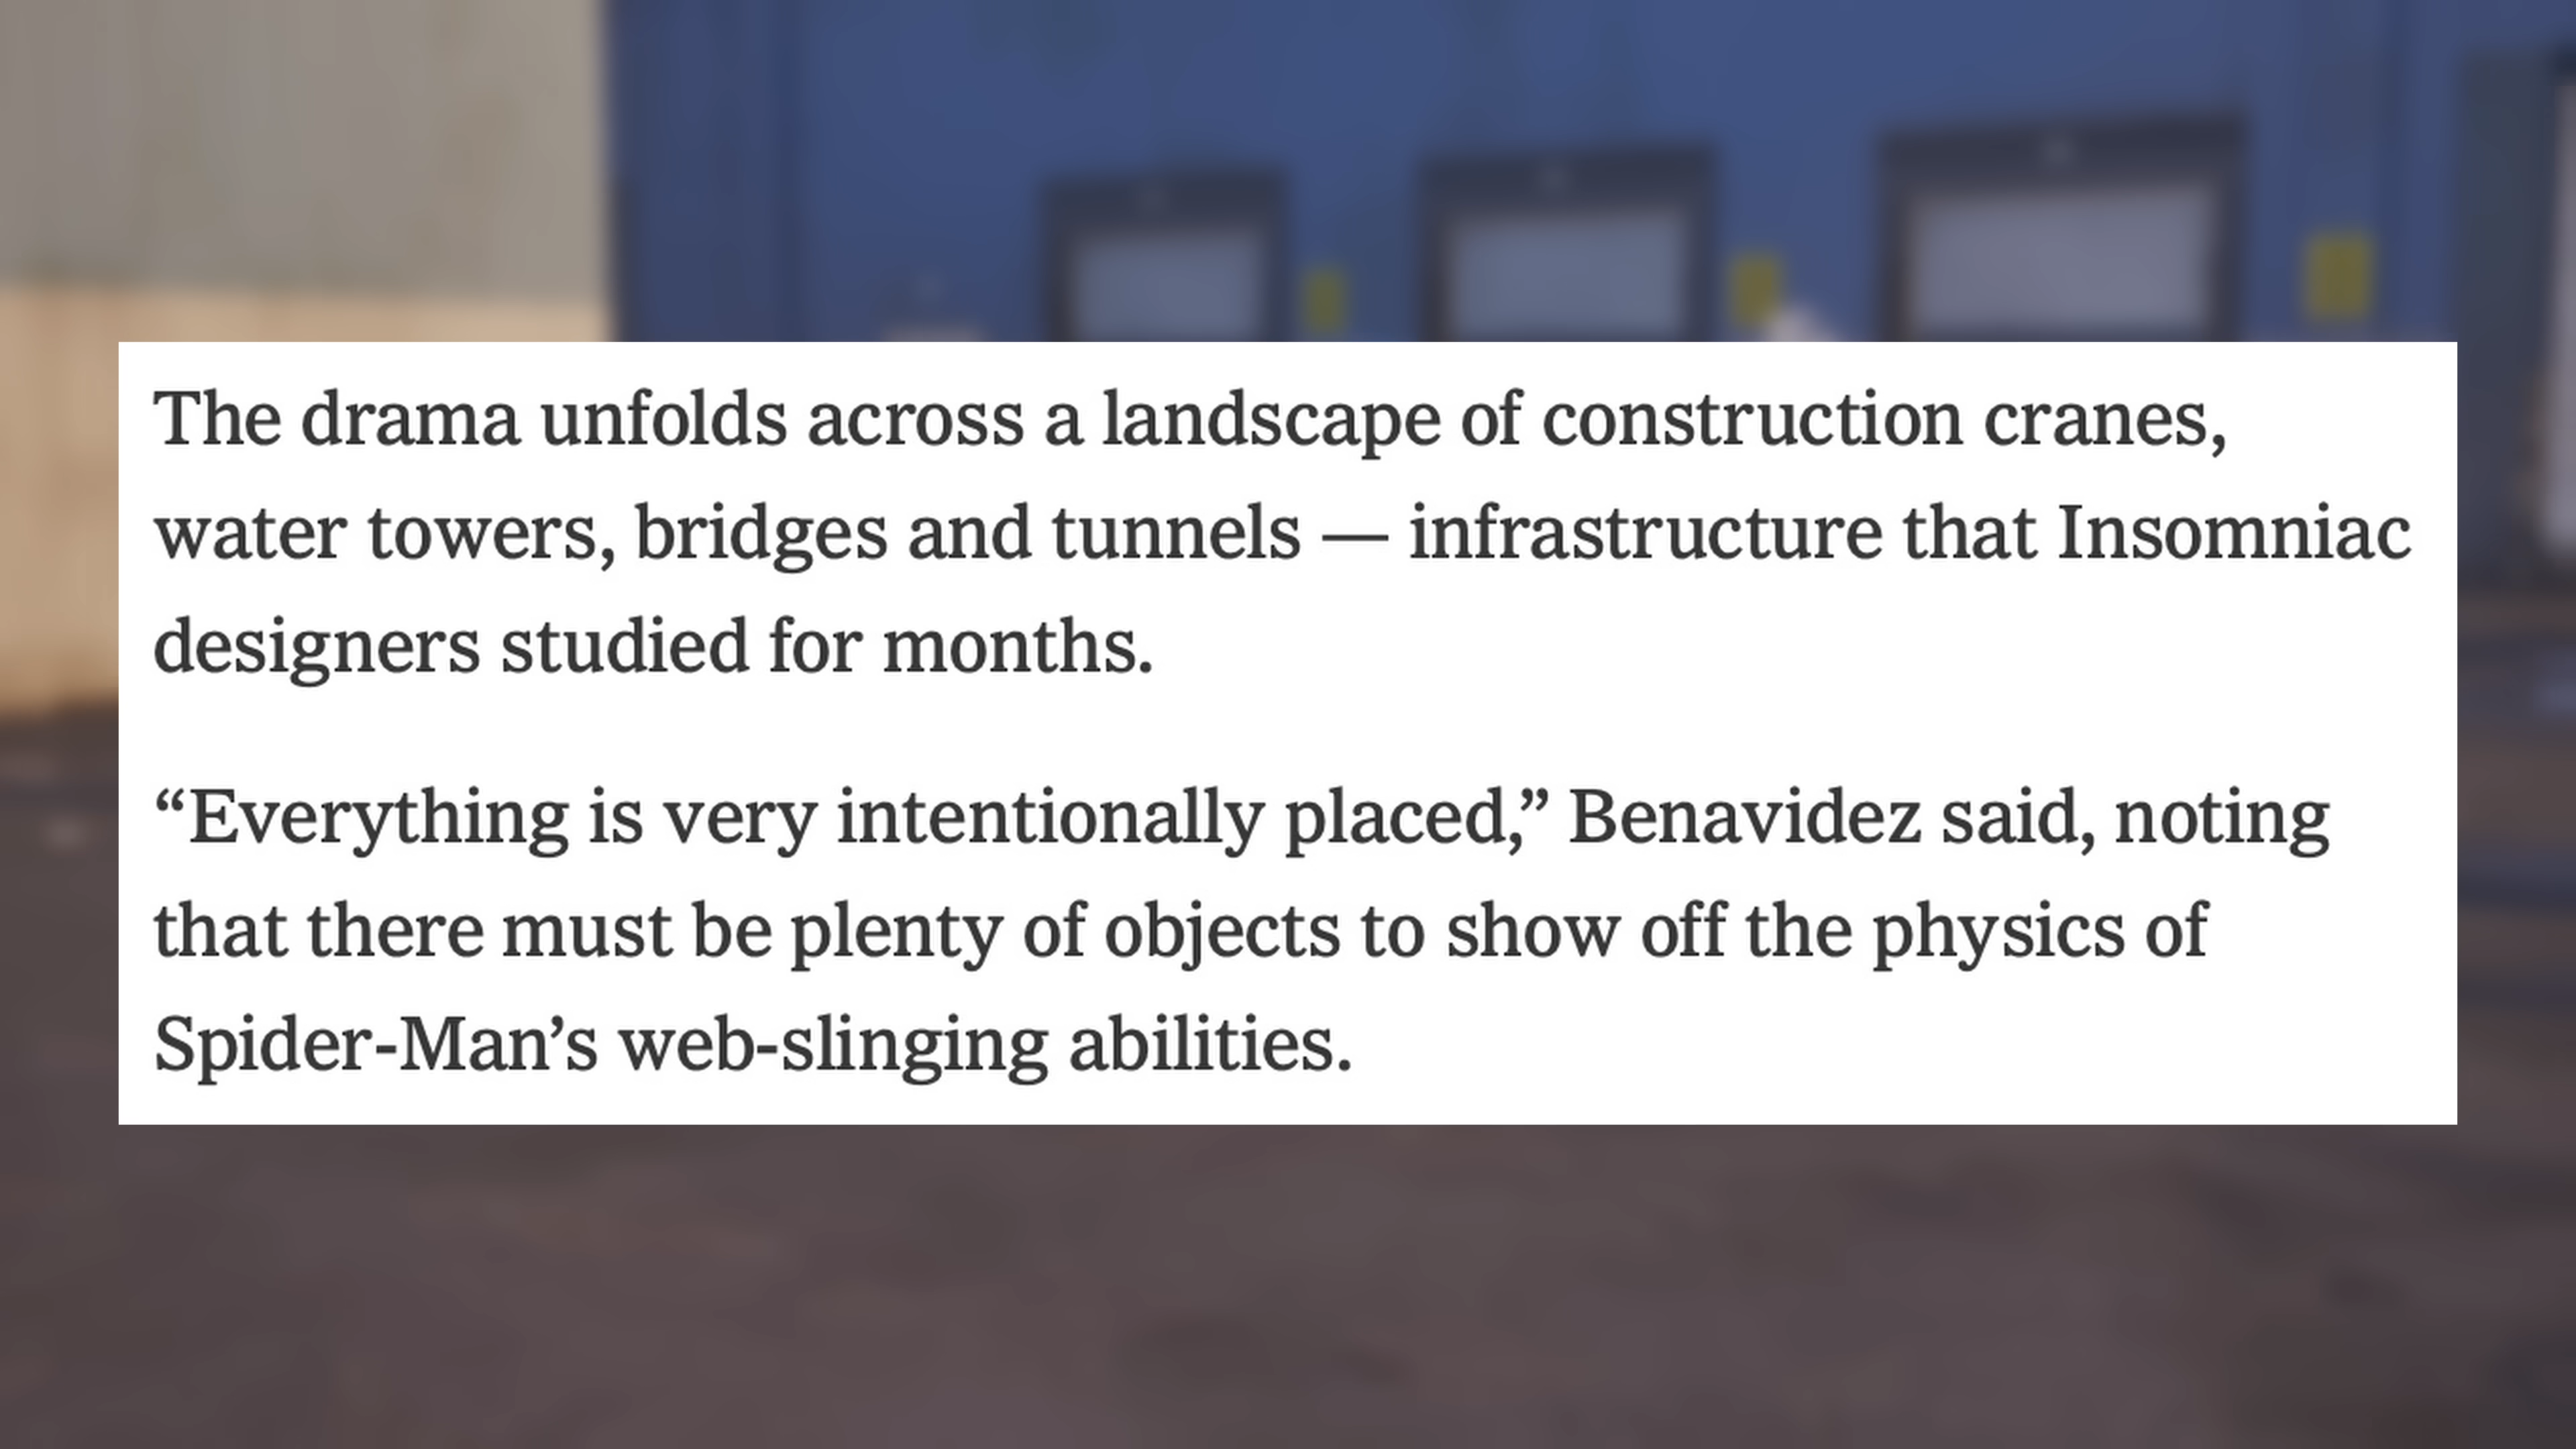 The drama unfolds across a landscape of construction cranes,
water towers, bridges and tunnels — infrastructure that Insomniac
designers studied for months.
“Everything is very intentionally placed,” Benavidez said, noting
that there must be plenty of objects to show off the physics of
Spider-Man’s web-slinging abilities.